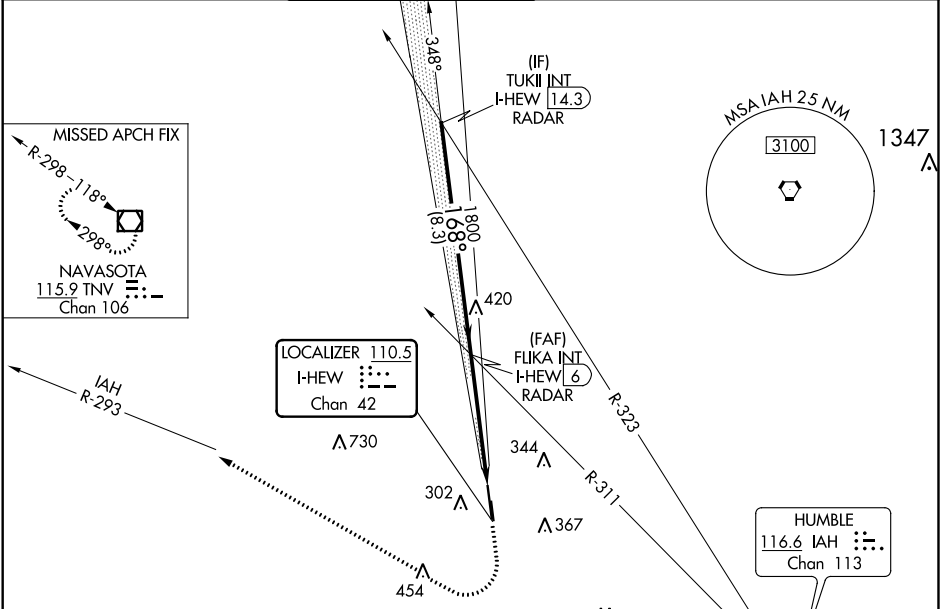 348°
(IF)
TUKII INT
I-HEW 14.3
RADAR
MSA IAH 25 NM
3100
1347
MISSED APCH FIX
R-298
118°
298°
NAVASOTA
115.9 TNV
Chan 106
1800
168°
(8.3)
420
(FAF)
FLIKA INT
I-HEW 6
RADAR
LOCALIZER 110.5
I-HEW
Chan 42
IAH
R-293
R-323
730
344
R-311
302
367
HUMBLE
116.6 IAH
Chan 113
454